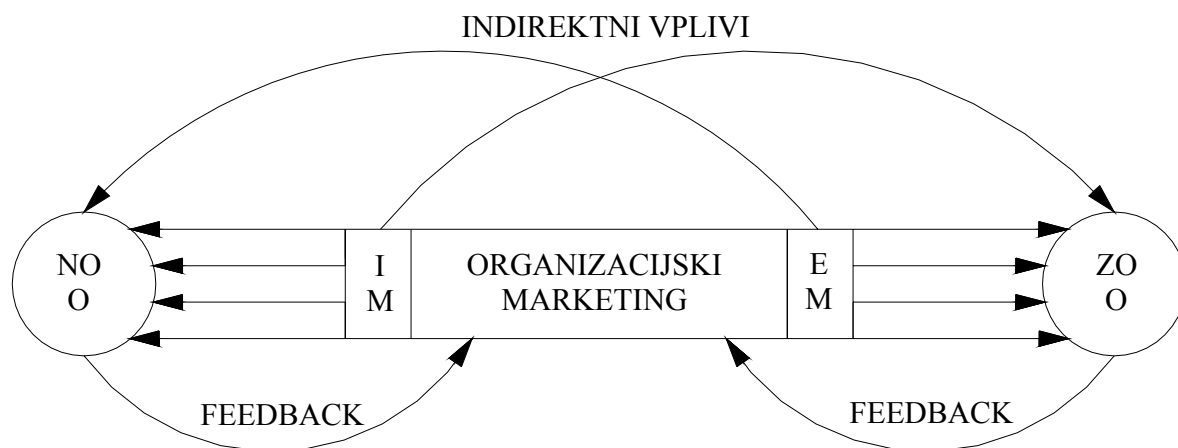 INDIREKTNI VPLIVI
NO
O
I
M
ORGANIZACIJSKI
MARKETING
E
M
ZO
O
FEEDBACK
FEEDBACK